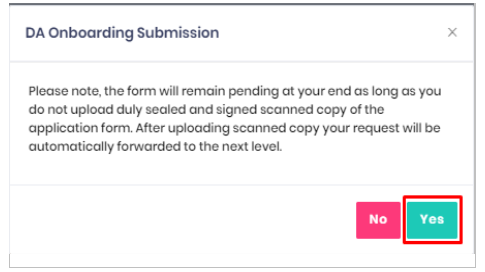 DA Onboarding Submission ×
Please note, the form will remain pending at your end as long as you
do not upload duly sealed and signed scanned copy of the
application form. After uploading scanned copy your request will be
automatically forwarded to the next level.
No Yes